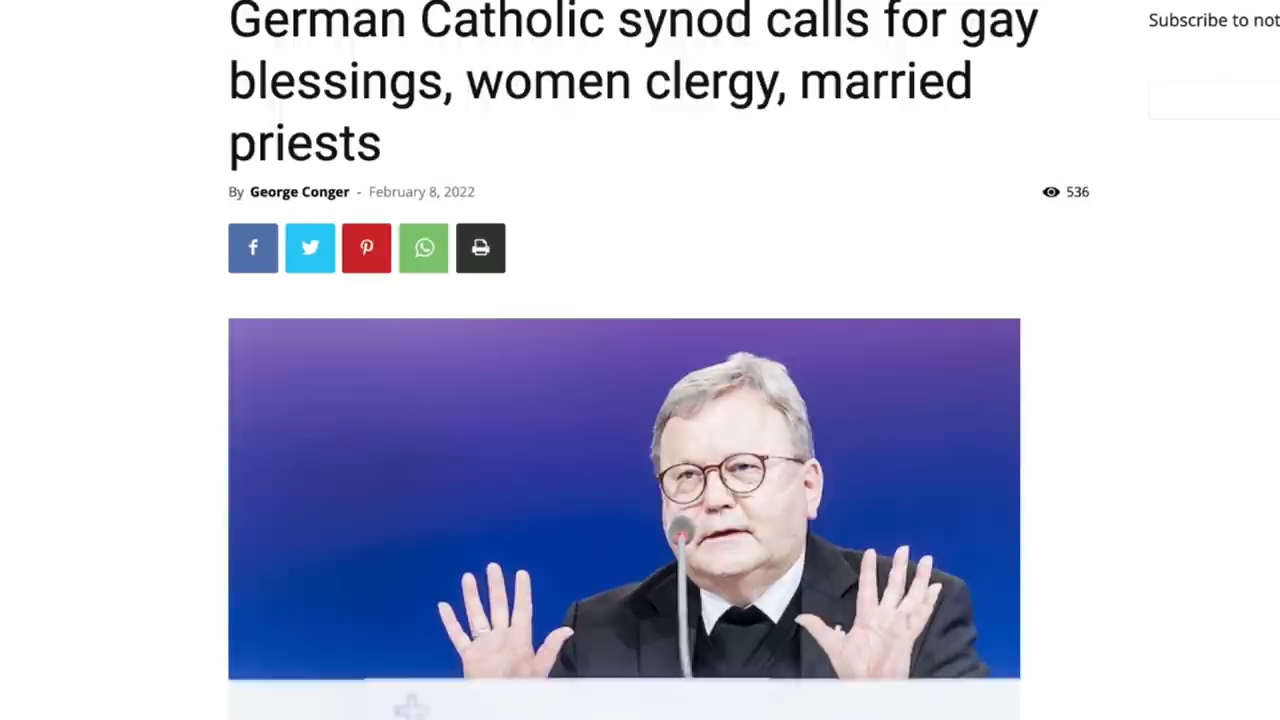 German Catholic synod calls for gay
blessings, women clergy, married
priests
By George Conger - February 8, 2022
536
Subscribe to not